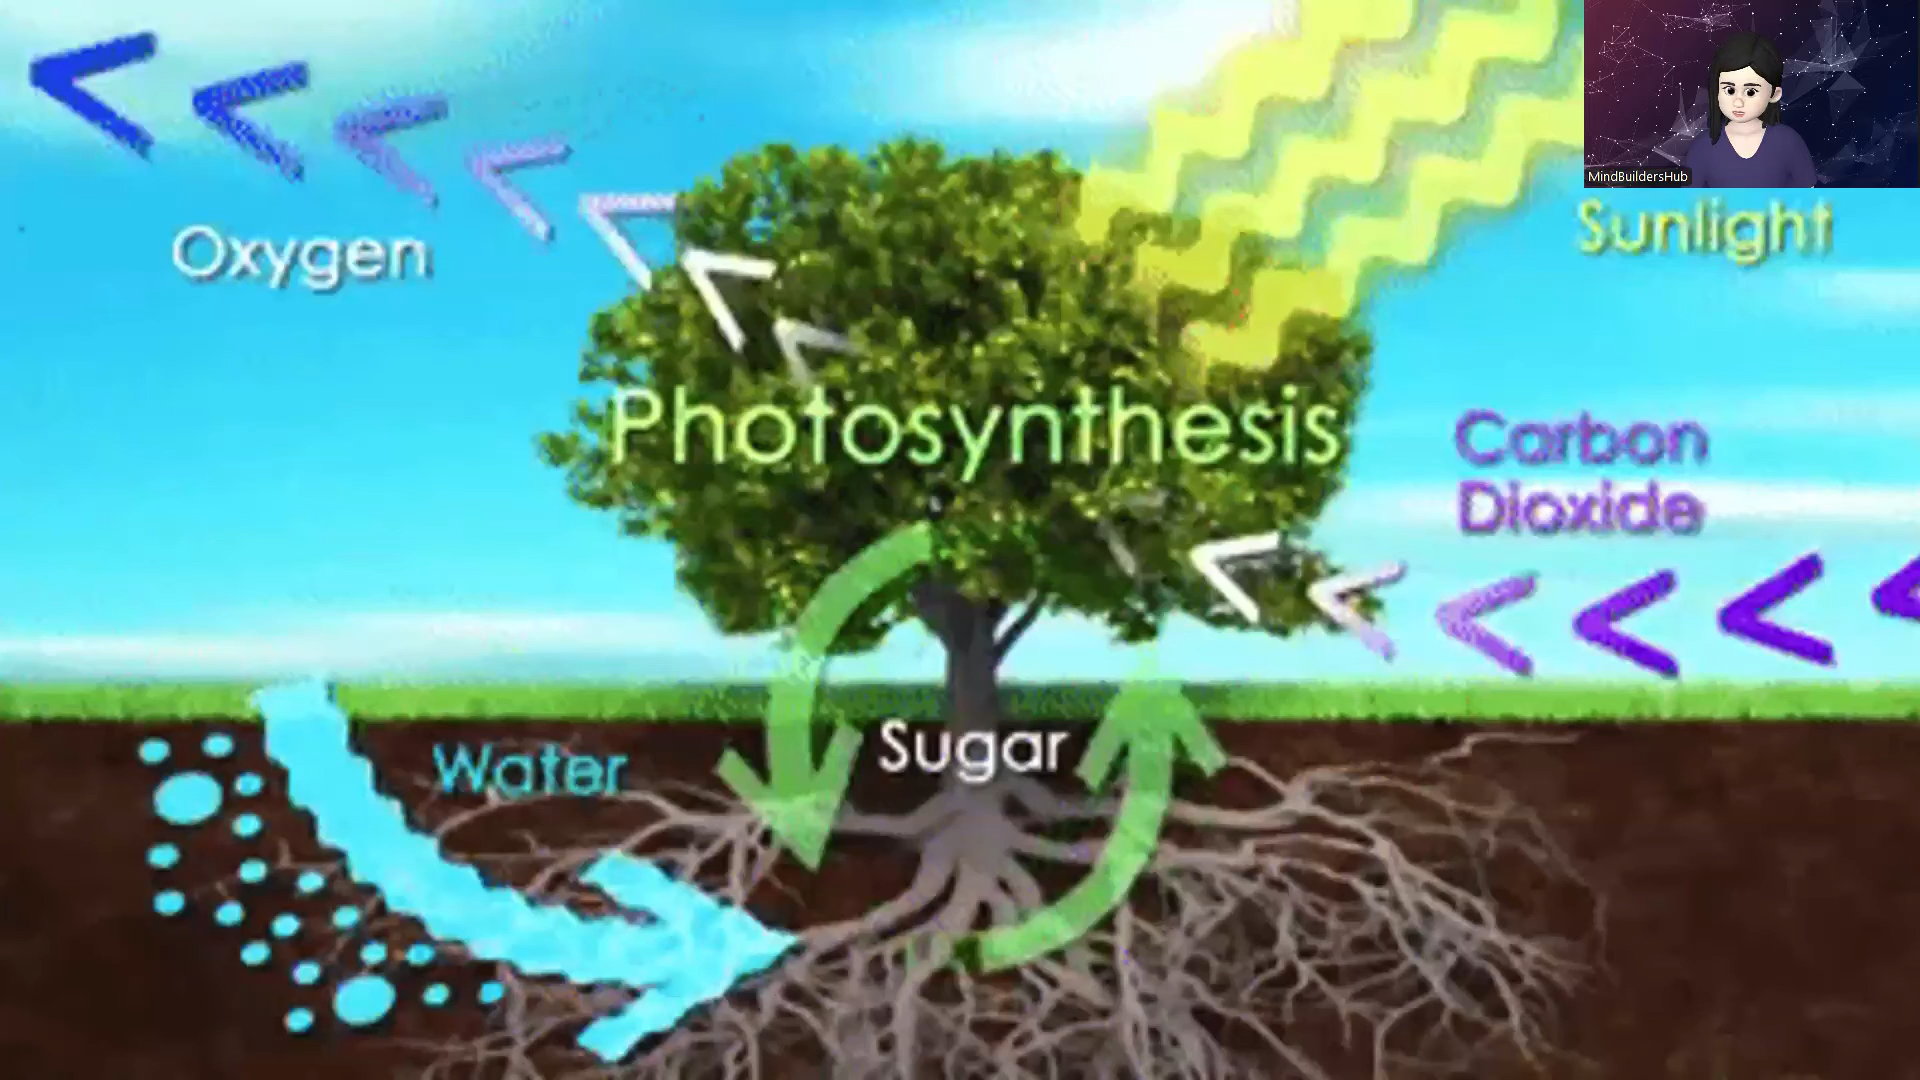 MindBuildersHub
Sunlight
Oxygen
Photosynthesis
Carbon
Dioxide
Sugar
Water